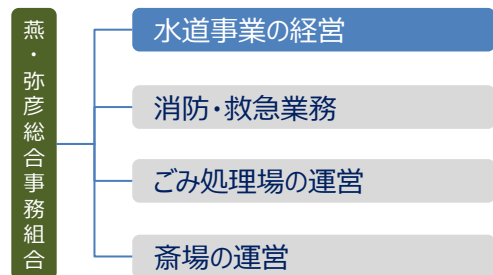 燕・弥彦総合事務組合
水道事業の経営
消防・救急業務
ごみ処理場の運営
斎場の運営